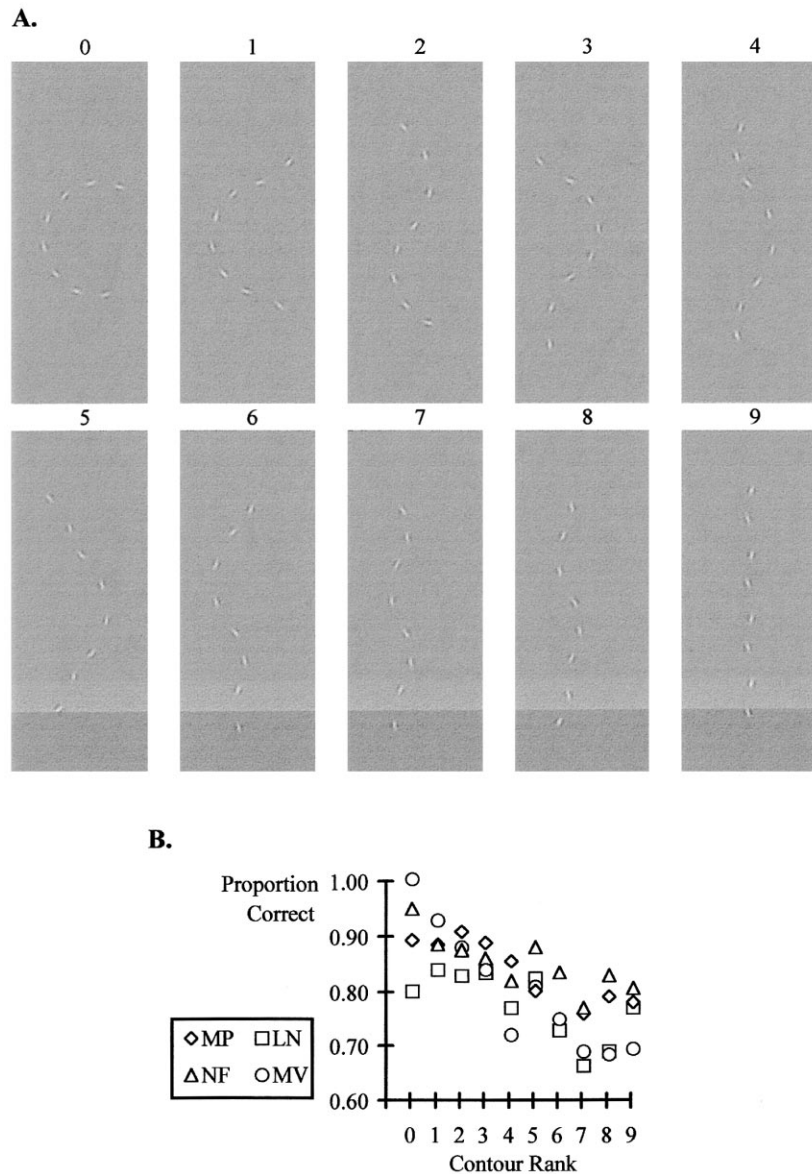 A.
0 1 2 3 4
5 6 7 8 9
B.
Proportion
Correct
1.00
0.90
0.80
0.70
0.60
◇MP □LN
△NF ○MV
0 1 2 3 4 5 6 7 8 9
Contour Rank